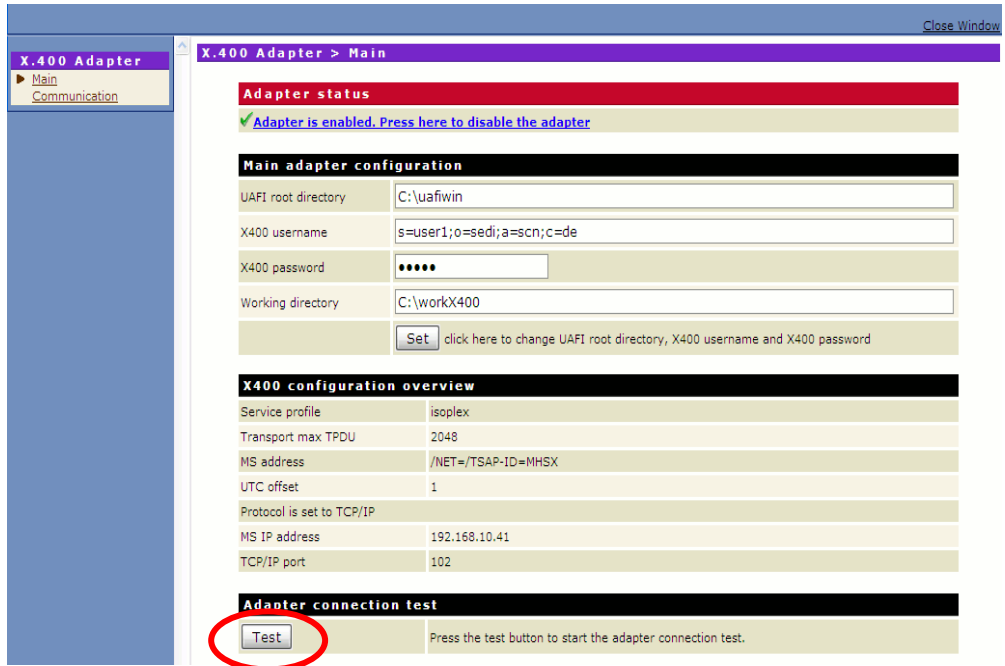 Close Window
X.400 Adapter
Main
Communication
X.400 Adapter > Main
Adapter status
Adapter is enabled. Press here to disable the adapter
Main adapter configuration
UAFI root directory C:\uafiwin
X400 username s=user1;o=sedi;a=scn;c=de
X400 password •••••
Working directory C:\workX400
Set click here to change UAFI root directory, X400 username and X400 password
X400 configuration overview
Service profile isoplex
Transport max TPDU 2048
MS address /NET=/TSAP-ID=MHSX
UTC offset 1
Protocol is set to TCP/IP
MS IP address 192.168.10.41
TCP/IP port 102
Adapter connection test
Test Press the test button to start the adapter connection test.